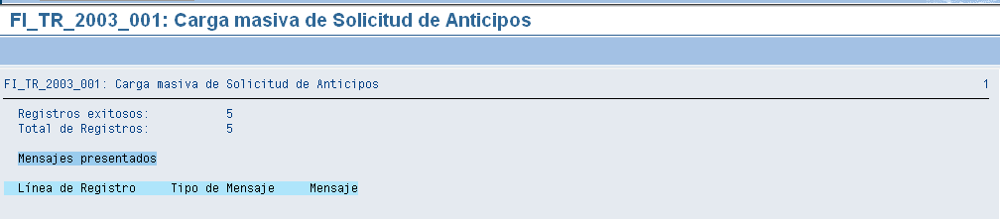 FI_TR_2003_001: Carga masiva de Solicitud de Anticipos
FI_TR_2003_001: Carga masiva de Solicitud de Anticipos 1
Registros exitosos: 5
Total de Registros: 5
Mensajes presentados
Línea de Registro Tipo de Mensaje Mensaje